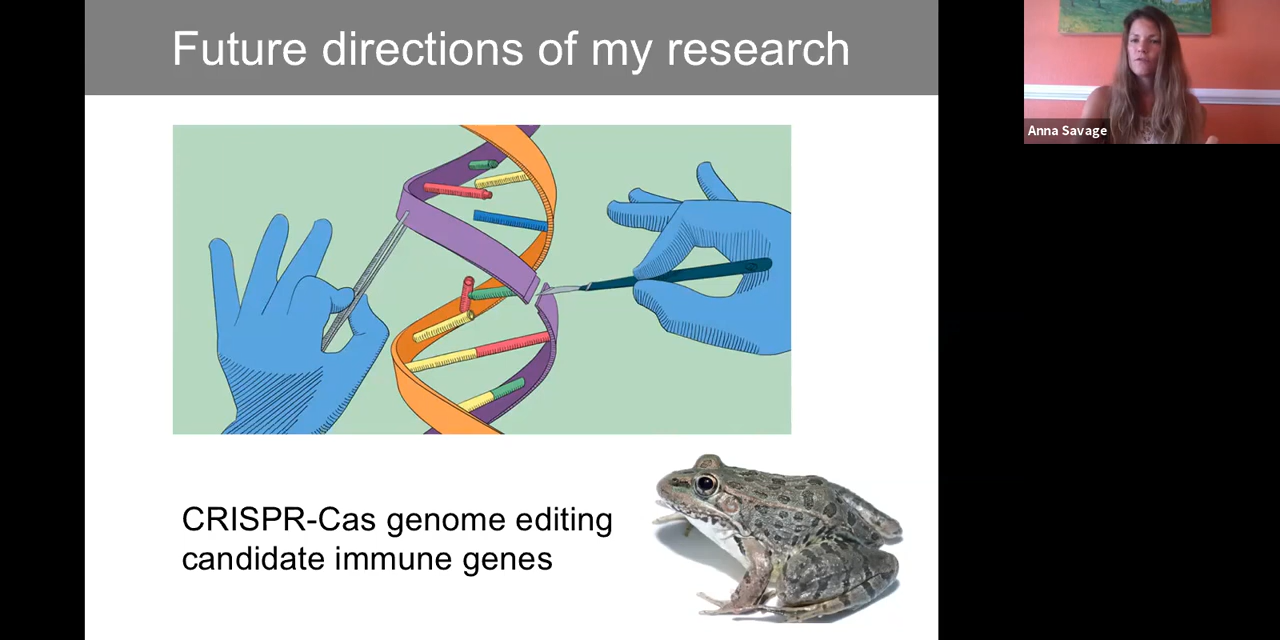 Future directions of my research
Anna Savage
CRISPR-Cas genome editing
candidate immune genes